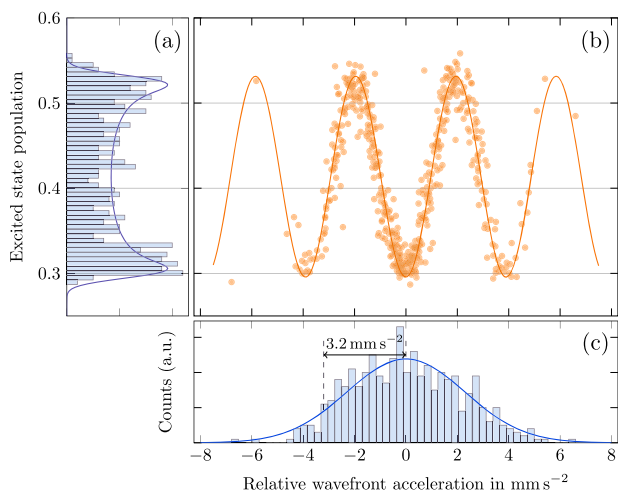 0.6
0.5
0.4
0.3
Excited state population
(a)
(b)
Counts (a.u.)
3.2 mm s⁻²
(c)
−8 −6 −4 −2 0 2 4 6 8
Relative wavefront acceleration in mm s⁻²